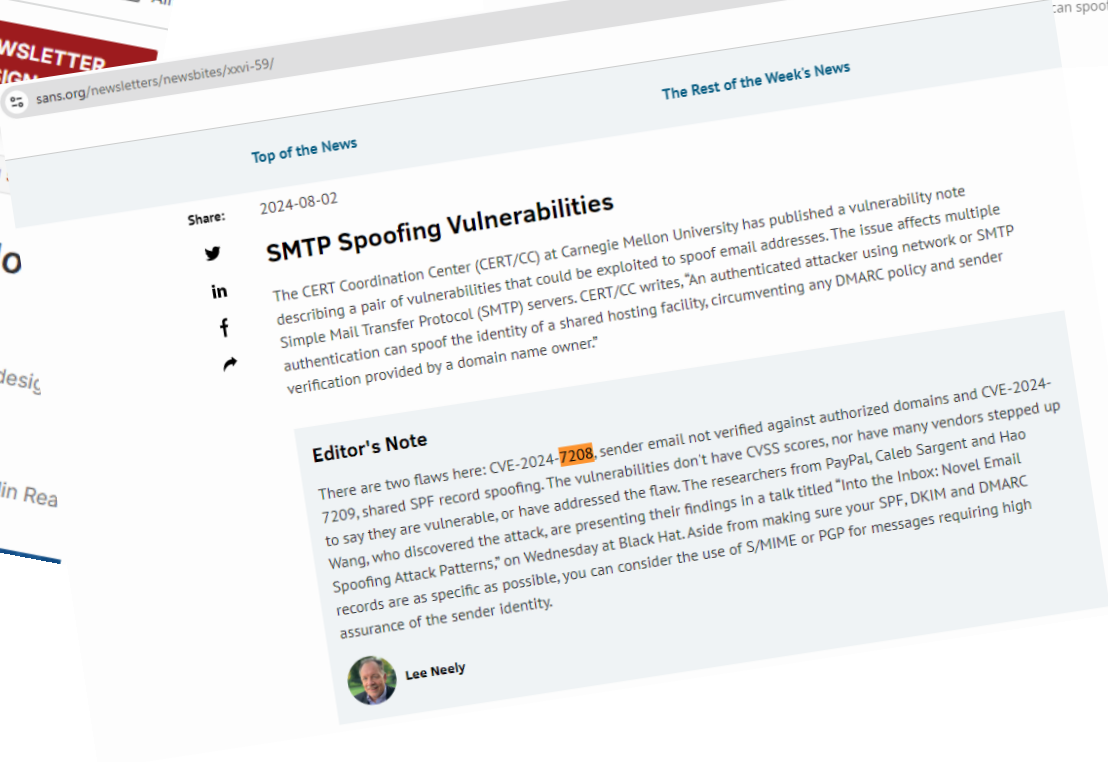 All
NEWSLETTER
SIGN
can spoof
sans.org/newsletters/newsbites/xxvi-59/
Top of the News
The Rest of the Week's News
Share:
2024-08-02
SMTP Spoofing Vulnerabilities
The CERT Coordination Center (CERT/CC) at Carnegie Mellon University has published a vulnerability note
describing a pair of vulnerabilities that could be exploited to spoof email addresses. The issue affects multiple
Simple Mail Transfer Protocol (SMTP) servers. CERT/CC writes, “An authenticated attacker using network or SMTP
authentication can spoof the identity of a shared hosting facility, circumventing any DMARC policy and sender
verification provided by a domain name owner.”
Editor's Note
There are two flaws here: CVE-2024-7208, sender email not verified against authorized domains and CVE-2024-
7209, shared SPF record spoofing. The vulnerabilities don't have CVSS scores, nor have many vendors stepped up
to say they are vulnerable, or have addressed the flaw. The researchers from PayPal, Caleb Sargent and Hao
Wang, who discovered the attack, are presenting their findings in a talk titled “Into the Inbox: Novel Email
Spoofing Attack Patterns,” on Wednesday at Black Hat. Aside from making sure your SPF, DKIM and DMARC
records are as specific as possible, you can consider the use of S/MIME or PGP for messages requiring high
assurance of the sender identity.
Lee Neely
lo
desig
in Rea